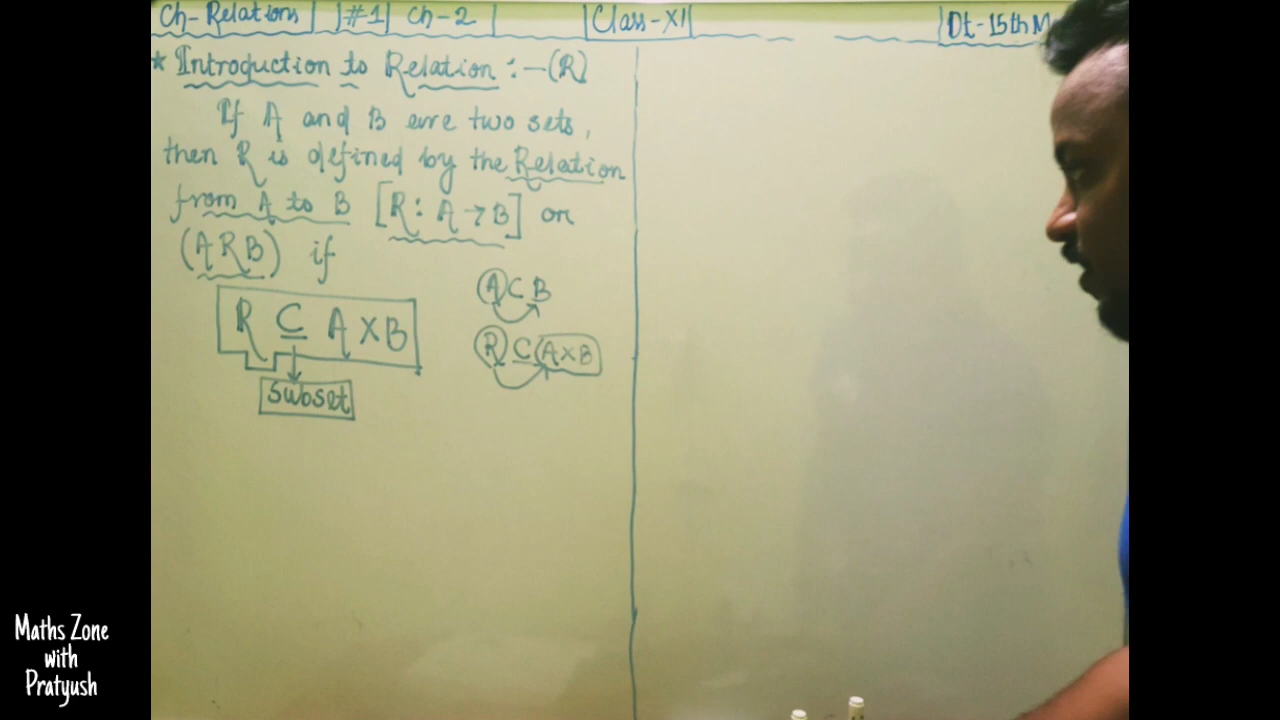 Ch- Relations #1 Ch-2 Class-XI Dt-15th
* Introduction to Relation :-(R)
If A and B are two sets,
then R is defined by the Relation
from A to B [R: A→B] or
(ARB) if
R ⊆ A×B
subset
A ⊂ B
R ⊂ (A×B)
Maths Zone
with
Pratyush